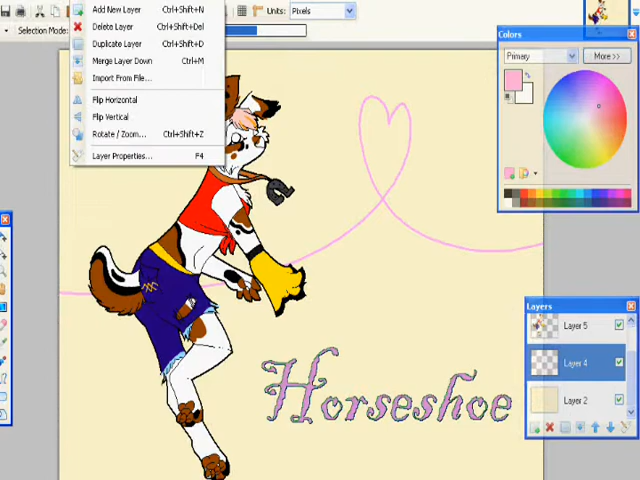 Add New Layer Ctrl+Shift+N
Units: Pixels
Delete Layer Ctrl+Shift+Del
Selection Mode:
Duplicate Layer Ctrl+Shift+D
Merge Layer Down Ctrl+M
Import From File...
Flip Horizontal
Flip Vertical
Rotate / Zoom... Ctrl+Shift+Z
Layer Properties... F4
Colors
Primary
More >>
Layers
Layer 5
Layer 4
Layer 2
Horseshoe